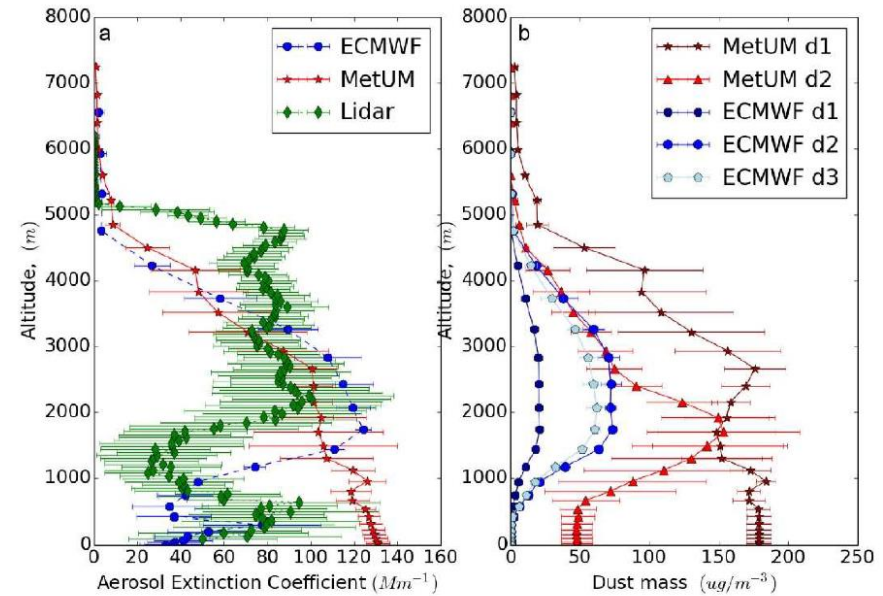 a
ECMWF
MetUM
Lidar
8000
7000
6000
5000
4000
3000
2000
1000
0
Altitude, (m)
0 20 40 60 80 100 120 140 160
Aerosol Extinction Coefficient (Mm⁻¹)
b
MetUM d1
MetUM d2
ECMWF d1
ECMWF d2
ECMWF d3
8000
7000
6000
5000
4000
3000
2000
1000
0
Altitude, (m)
0 50 100 150 200 250
Dust mass (ug/m⁻³)